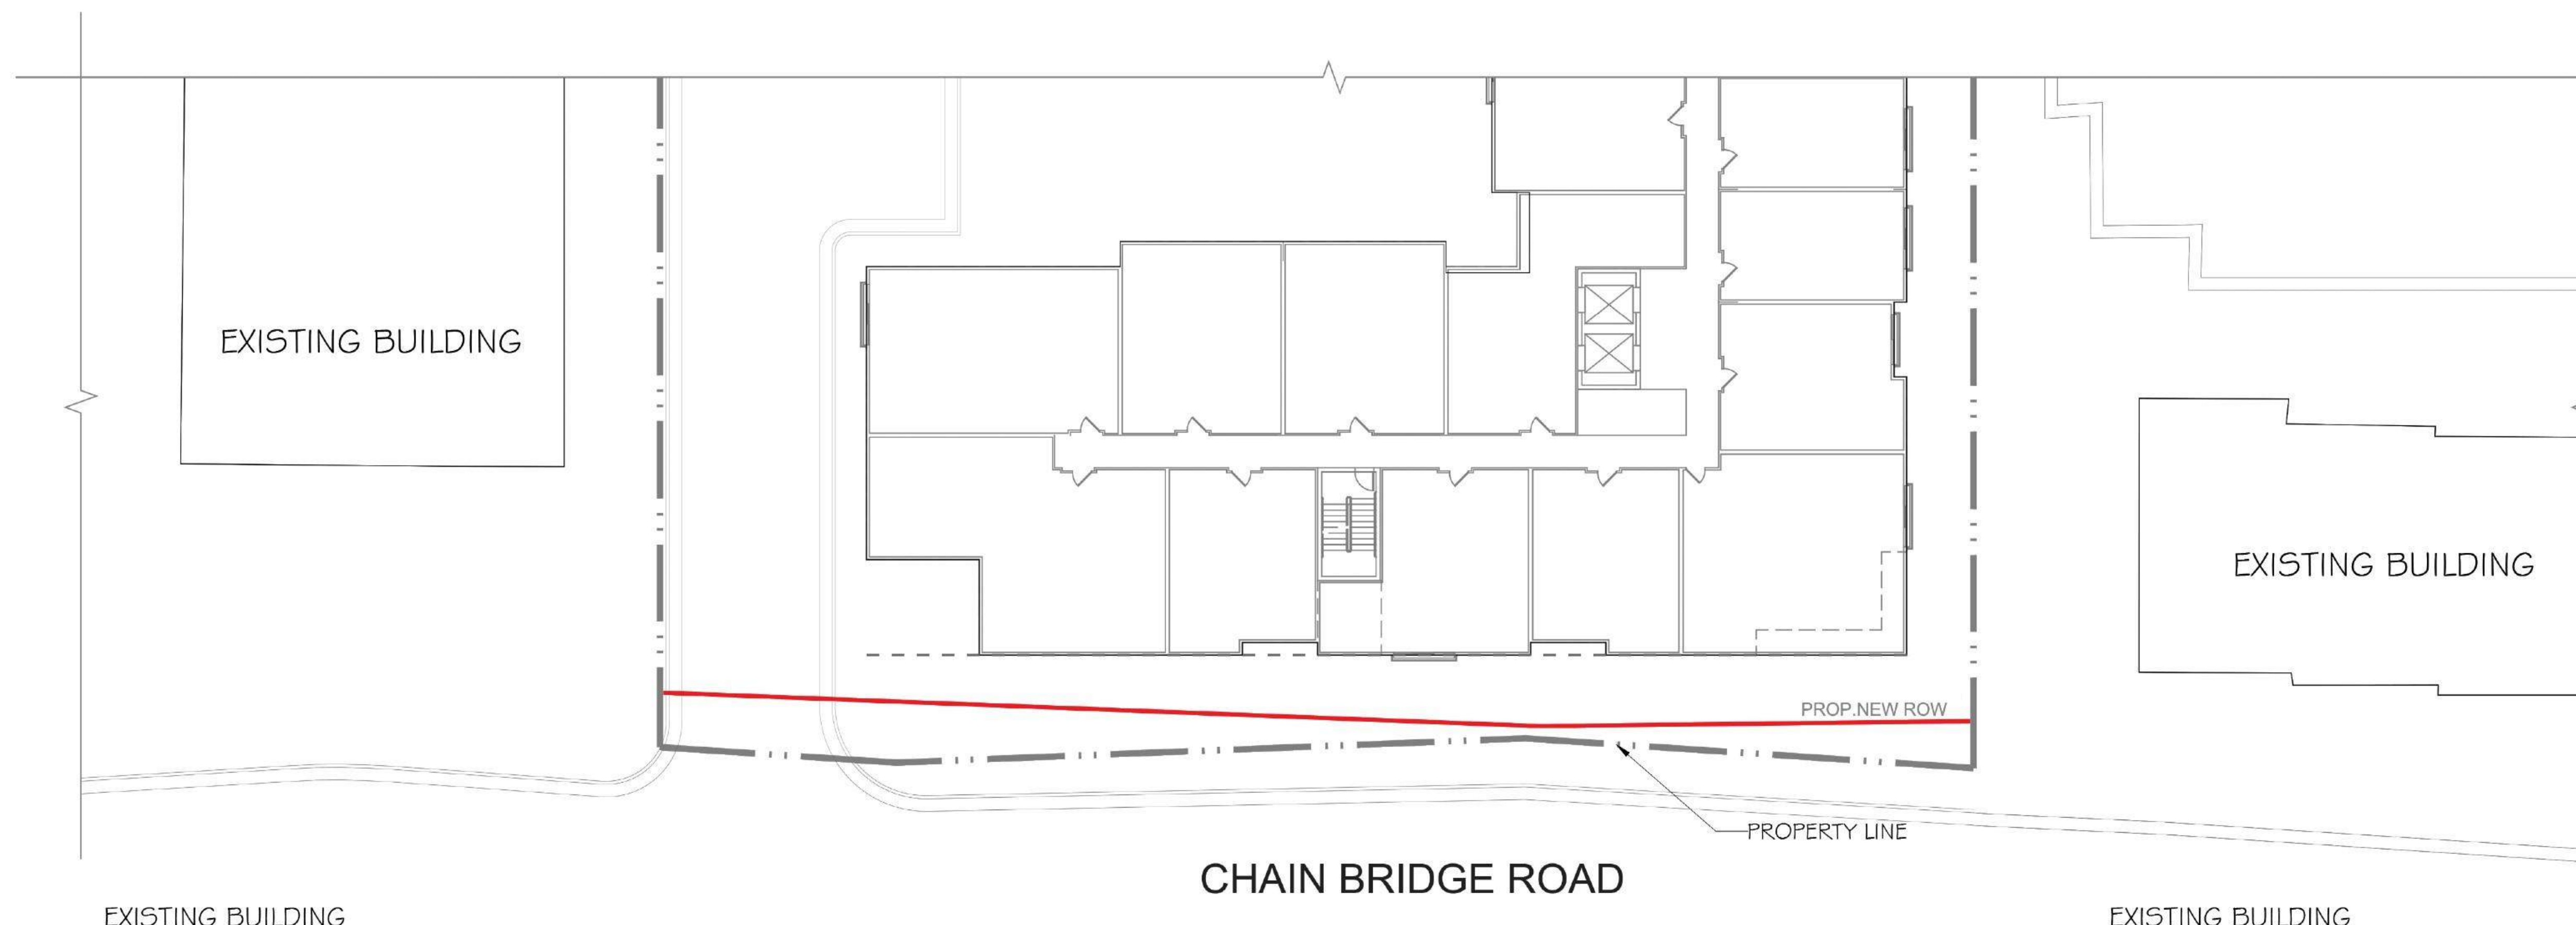 EXISTING BUILDING
EXISTING BUILDING
PROP.NEW ROW
PROPERTY LINE
CHAIN BRIDGE ROAD
EXISTING BUILDING
EXISTING BUILDING